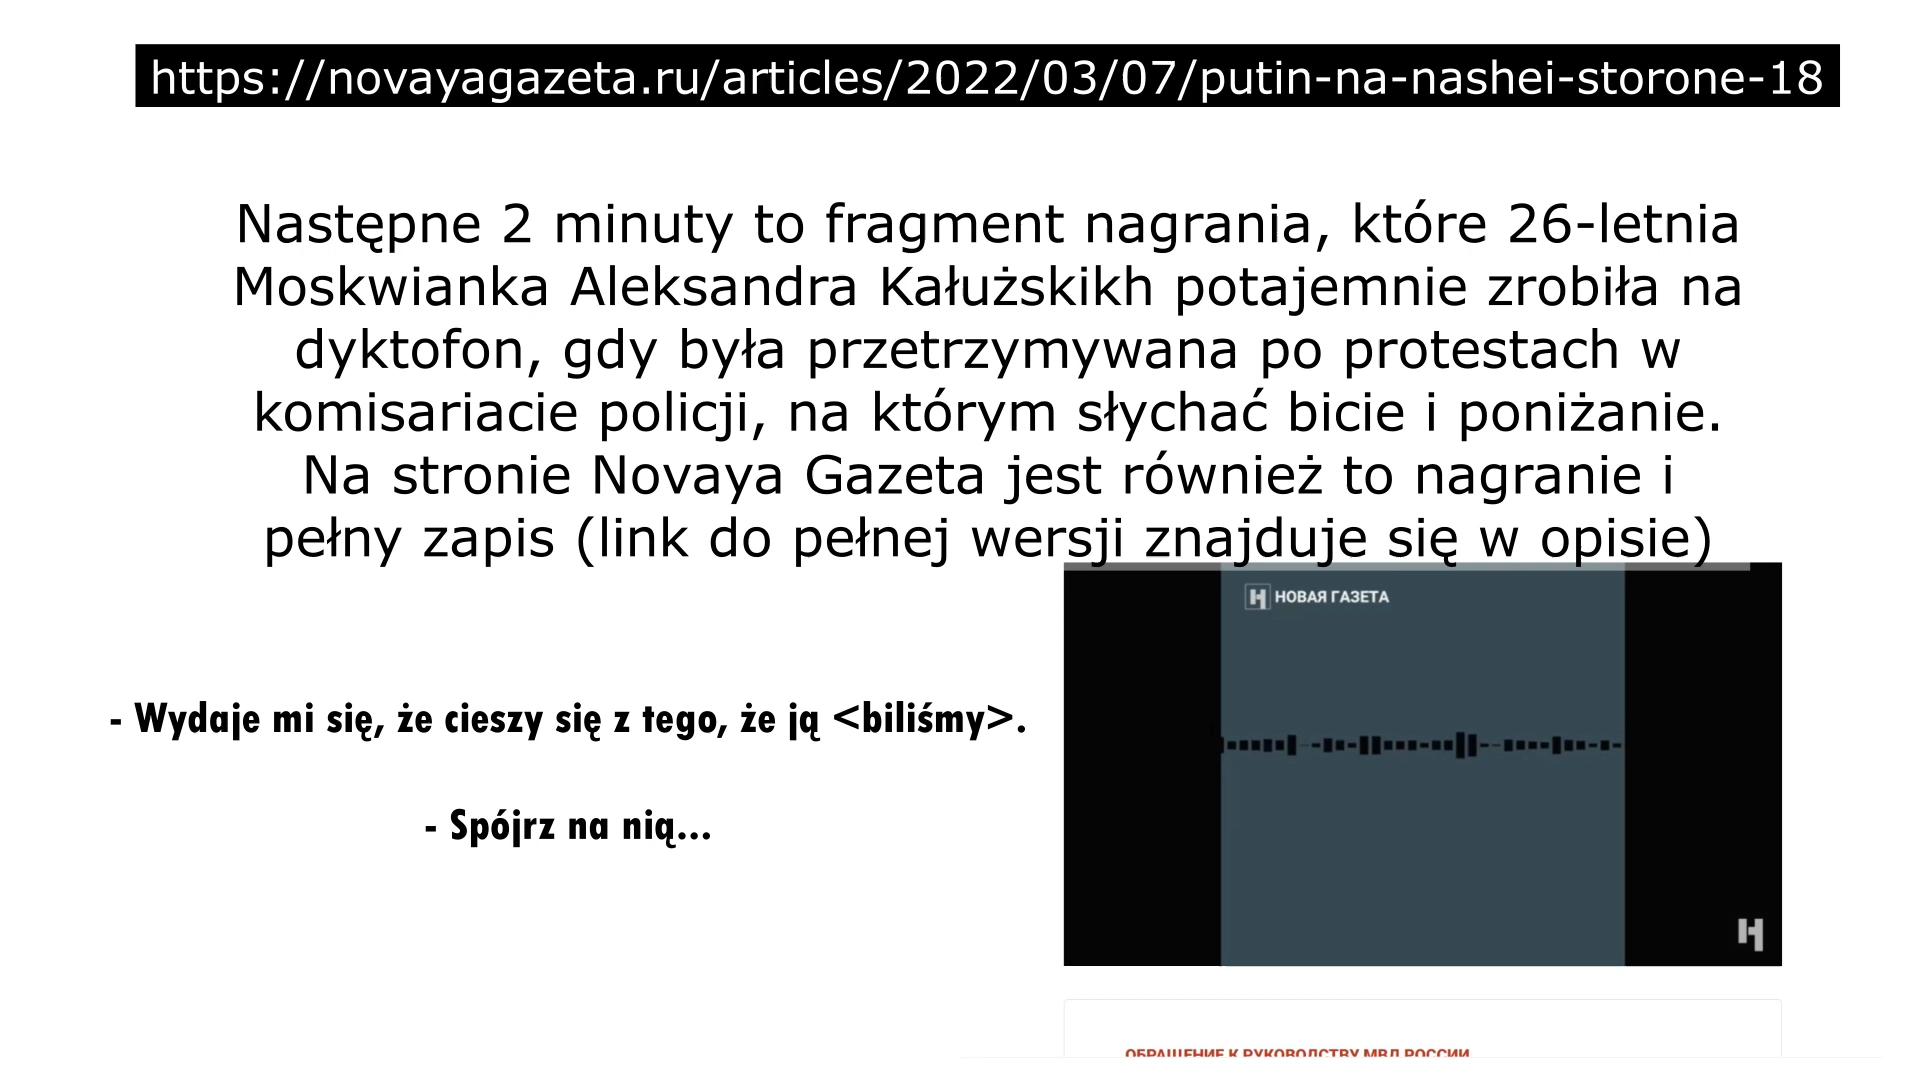 https://novayagazeta.ru/articles/2022/03/07/putin-na-nashei-storone-18
Następne 2 minuty to fragment nagrania, które 26-letnia
Moskwianka Aleksandra Kałużskikh potajemnie zrobiła na
dyktofon, gdy była przetrzymywana po protestach w
komisariacie policji, na którym słychać bicie i poniżanie.
Na stronie Novaya Gazeta jest również to nagranie i
pełny zapis (link do pełnej wersji znajduje się w opisie)
НОВАЯ ГАЗЕТА
- Wydaje mi się, że cieszy się z tego, że ją <biliśmy>.
- Spójrz na nią...
ОБРАЩЕНИЕ К РУКОВОДСТВУ МВД РОССИИ